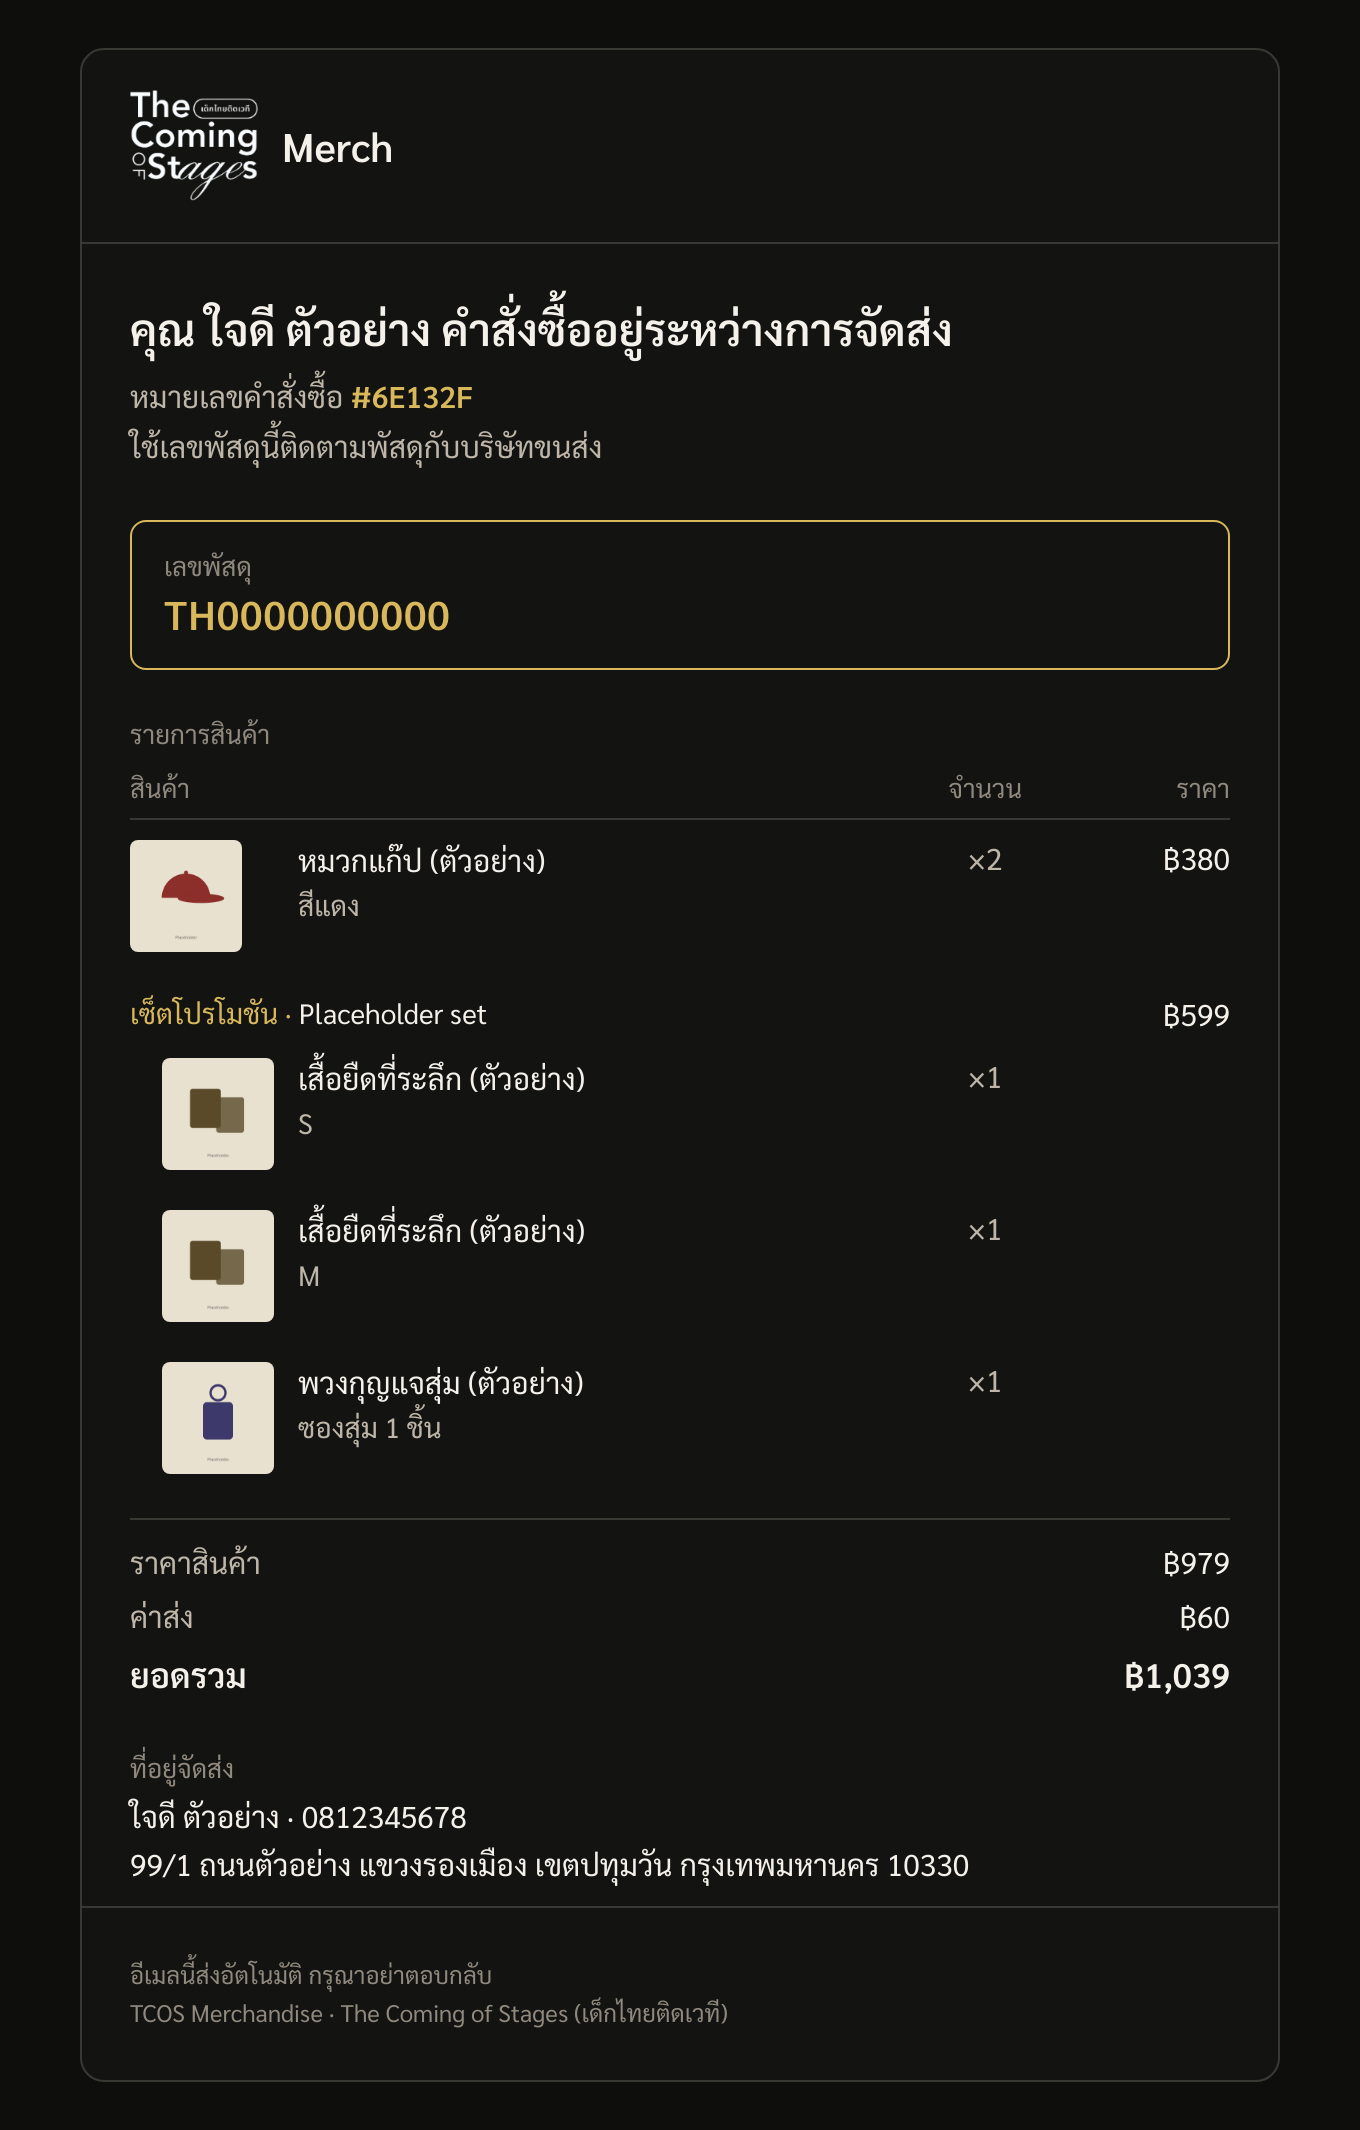 The เด็กไทยติดเวที
Coming
OF Stages
Merch
คุณ ใจดี ตัวอย่าง คำสั่งซื้ออยู่ระหว่างการจัดส่ง
หมายเลขคำสั่งซื้อ #6E132F
ใช้เลขพัสดุนี้ติดตามพัสดุกับบริษัทขนส่ง
เลขพัสดุ
TH0000000000
รายการสินค้า
สินค้า จำนวน ราคา
หมวกแก๊ป (ตัวอย่าง) ×2 ฿380
สีแดง
Placeholder
เซ็ตโปรโมชัน · Placeholder set ฿599
เสื้อยืดที่ระลึก (ตัวอย่าง) ×1
S
Placeholder
เสื้อยืดที่ระลึก (ตัวอย่าง) ×1
M
Placeholder
พวงกุญแจสุ่ม (ตัวอย่าง) ×1
ซองสุ่ม 1 ชิ้น
Placeholder
ราคาสินค้า ฿979
ค่าส่ง ฿60
ยอดรวม ฿1,039
ที่อยู่จัดส่ง
ใจดี ตัวอย่าง · 0812345678
99/1 ถนนตัวอย่าง แขวงรองเมือง เขตปทุมวัน กรุงเทพมหานคร 10330
อีเมลนี้ส่งอัตโนมัติ กรุณาอย่าตอบกลับ
TCOS Merchandise · The Coming of Stages (เด็กไทยติดเวที)